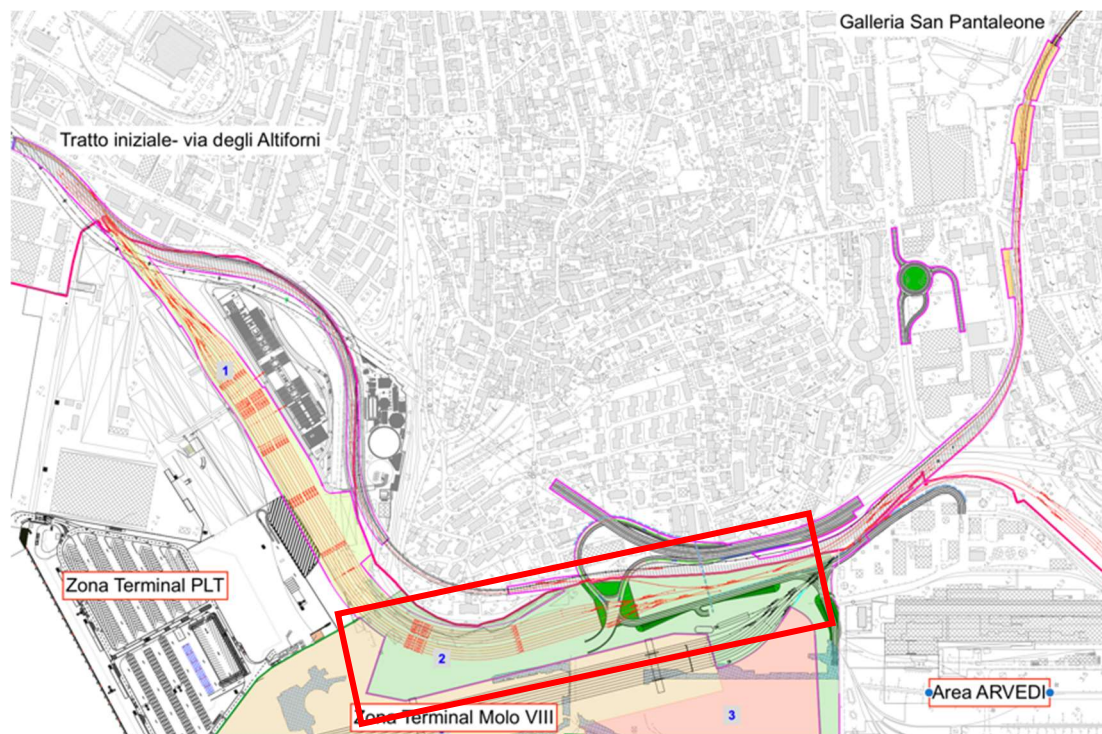 Galleria San Pantaleone
Tratto iniziale- via degli Altiforni
1
Zona Terminal PLT
2
Area ARVEDI
Zona Terminal Molo VIII
3